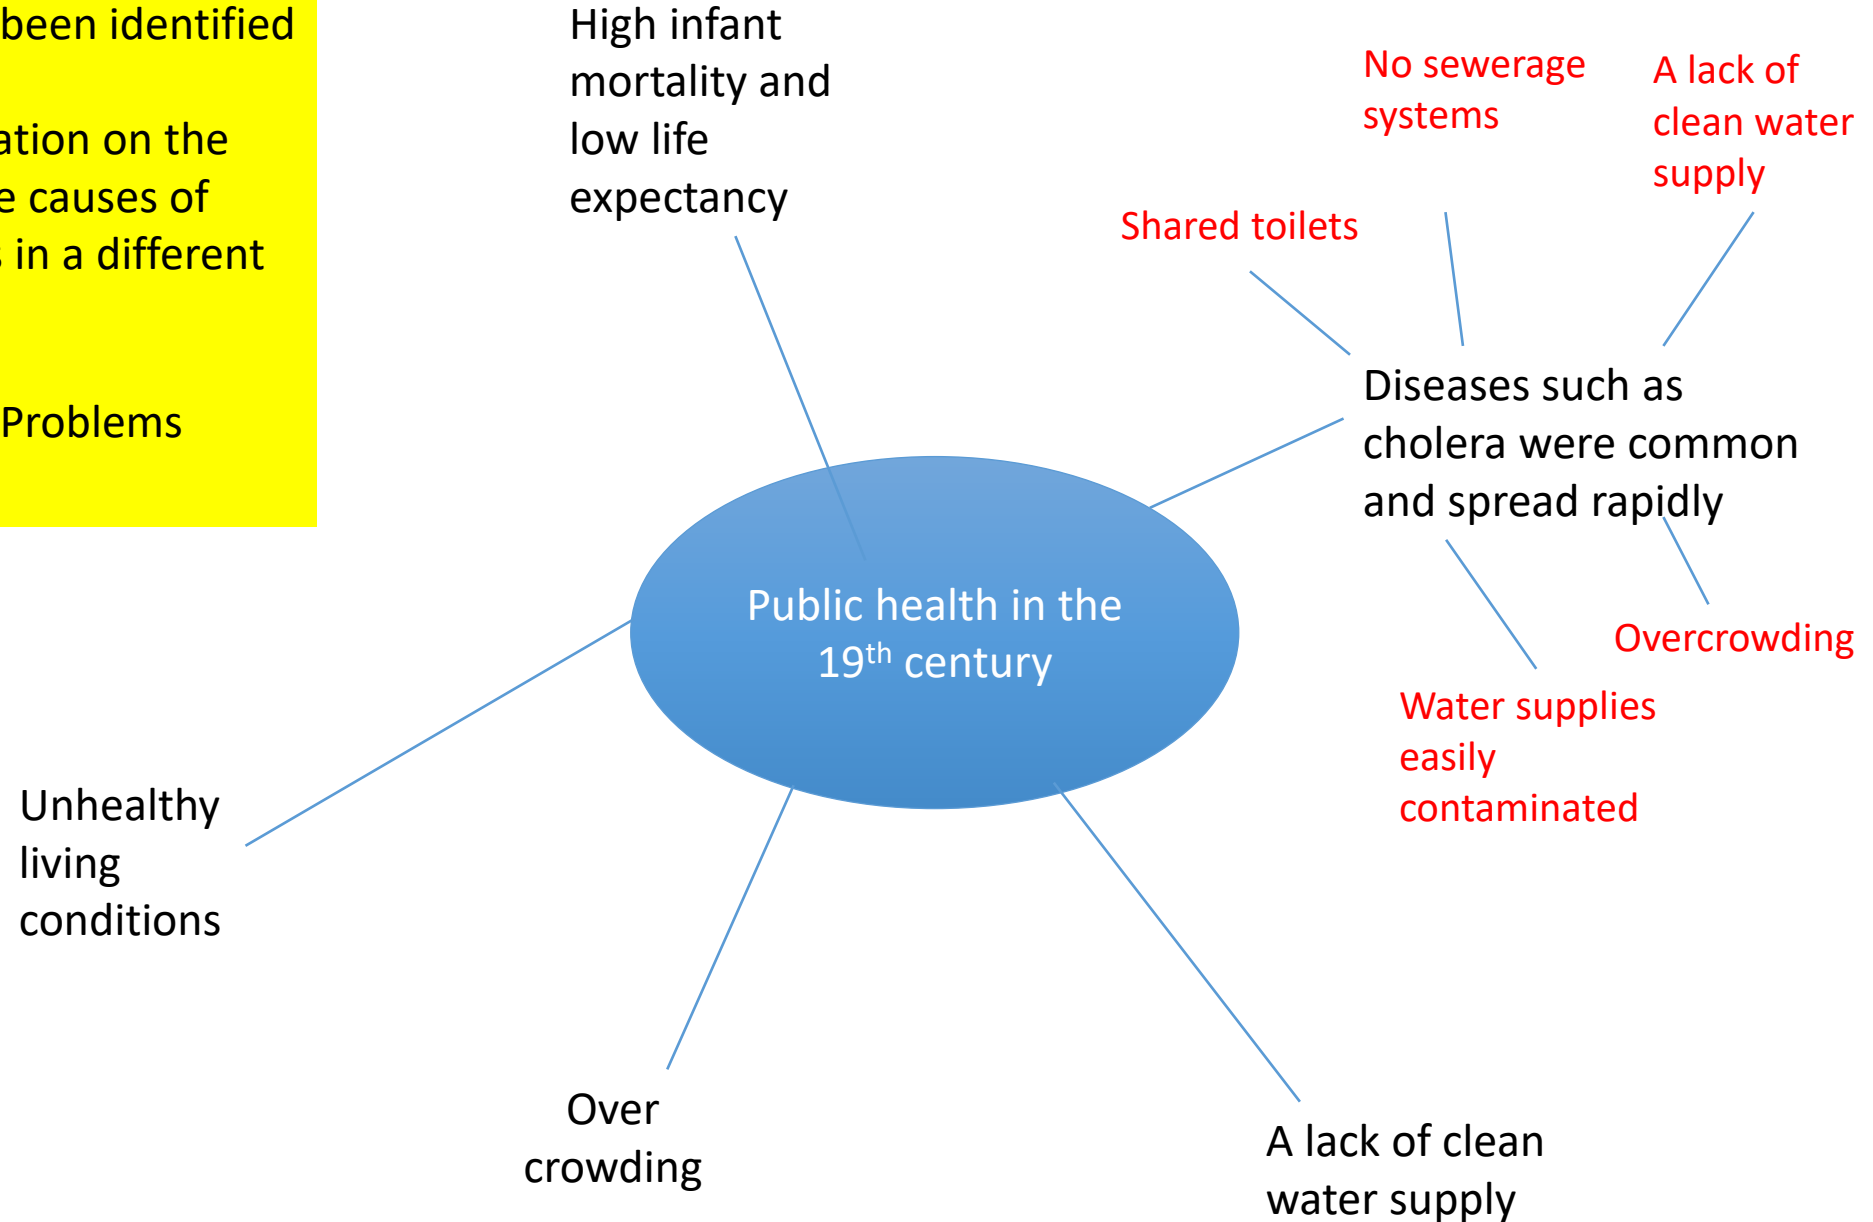 been identified
ation on the
e causes of
s in a different
Problems
High infant
mortality and
low life
expectancy
No sewerage
systems
A lack of
clean water
supply
Shared toilets
Diseases such as
cholera were common
and spread rapidly
Public health in the
19th century
Overcrowding
Water supplies
easily
contaminated
Unhealthy
living
conditions
Over
crowding
A lack of clean
water supply